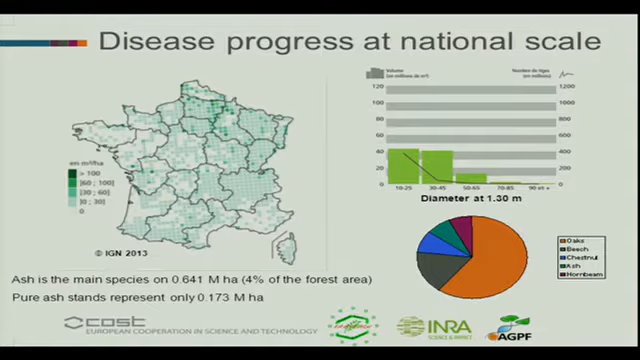 Disease progress at national scale
en m³/ha
> 100
]60 ; 100]
]30 ; 60]
]0 ; 30]
0
© IGN 2013
Volume
(en millions de m³)
Nombre de tiges
(en millions)
120
100
80
60
40
20
0
1200
1000
800
600
400
200
0
10-25
30-45
50-65
70-85
90 et +
Diameter at 1.30 m
Oaks
Beech
Chestnut
Ash
Hornbeam
Ash is the main species on 0.641 M ha (4% of the forest area)
Pure ash stands represent only 0.173 M ha
cost
EUROPEAN COOPERATION IN SCIENCE AND TECHNOLOGY
INRA
SCIENCE & IMPACT
AGPF